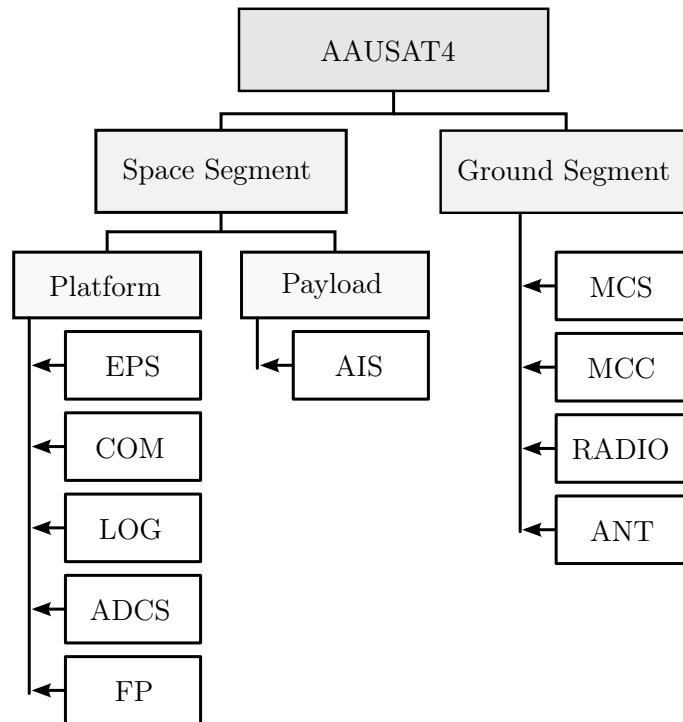 AAUSAT4
Space Segment
Ground Segment
Platform
Payload
MCS
EPS
AIS
MCC
COM
RADIO
LOG
ANT
ADCS
FP